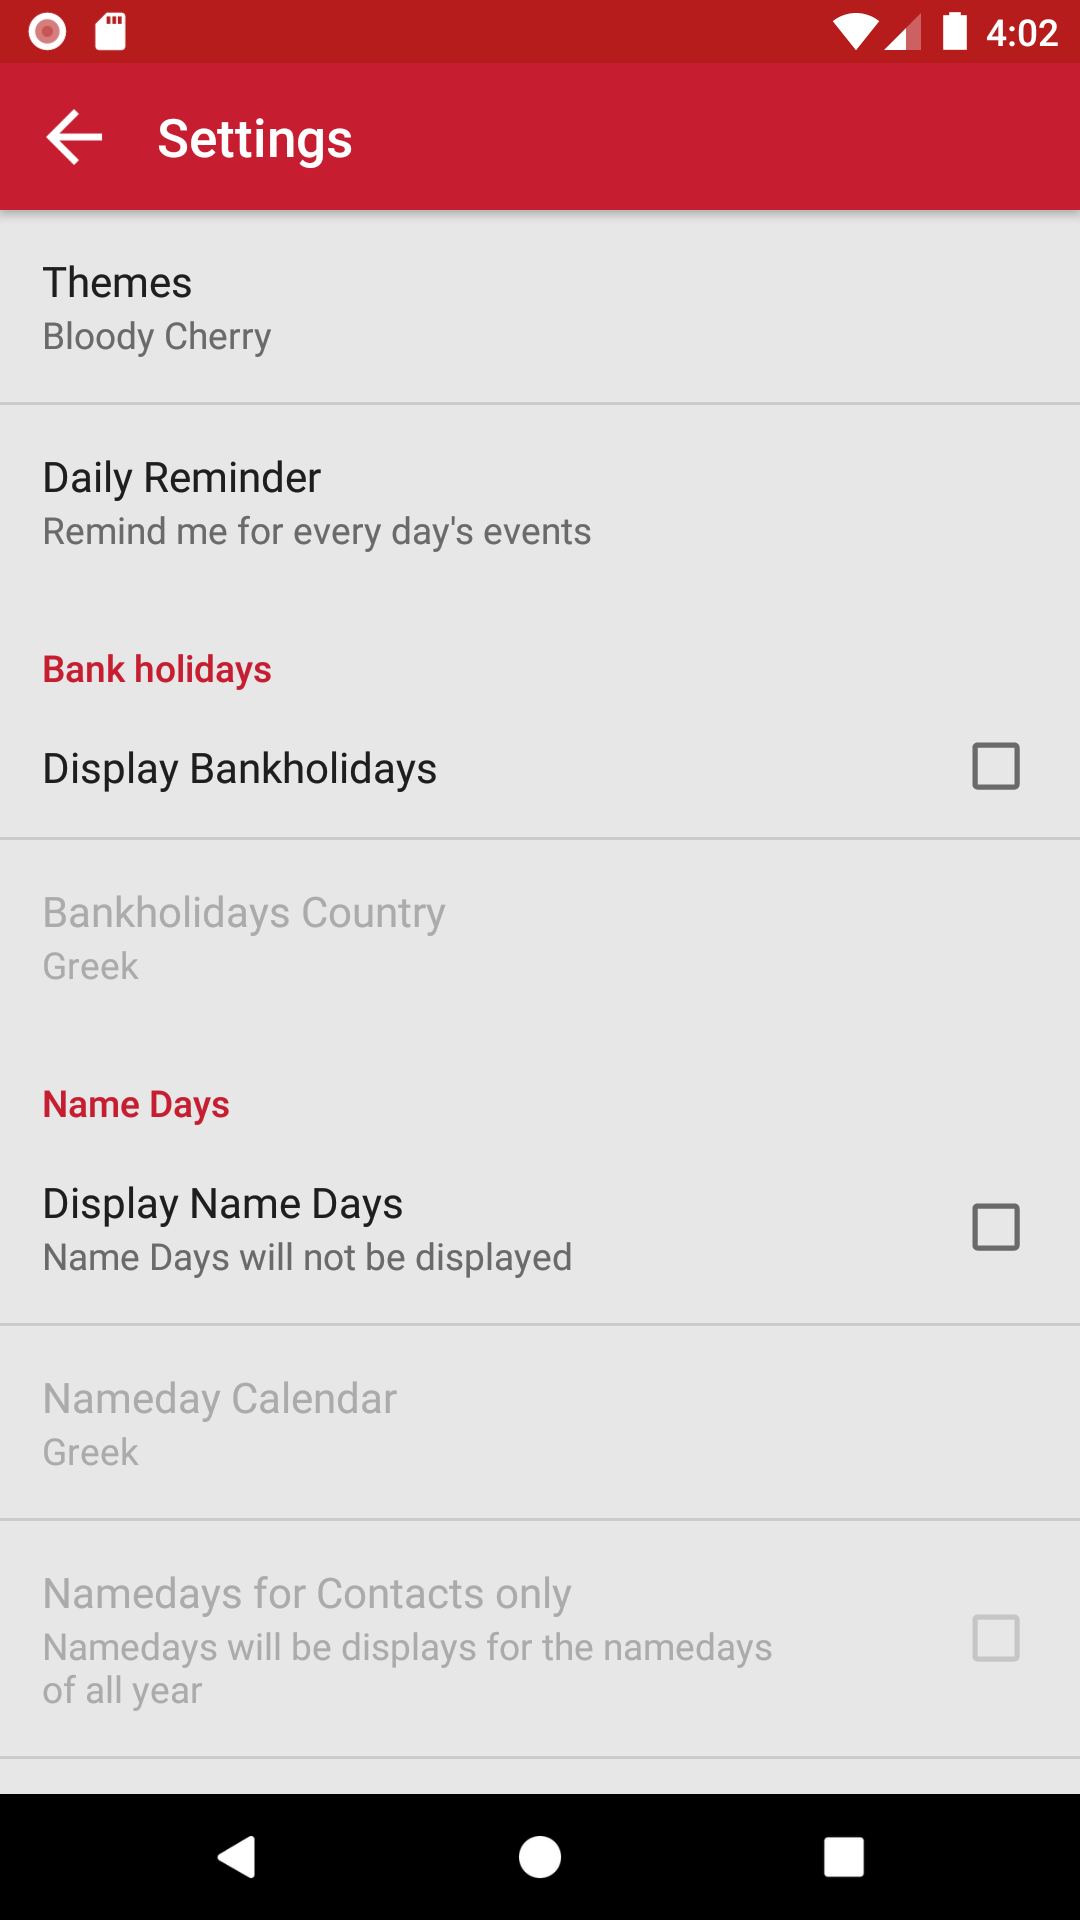 4:02
Settings
Themes
Bloody Cherry
Daily Reminder
Remind me for every day's events
Bank holidays
Display Bankholidays
Bankholidays Country
Greek
Name Days
Display Name Days
Name Days will not be displayed
Nameday Calendar
Greek
Namedays for Contacts only
Namedays will be displays for the namedays
of all year